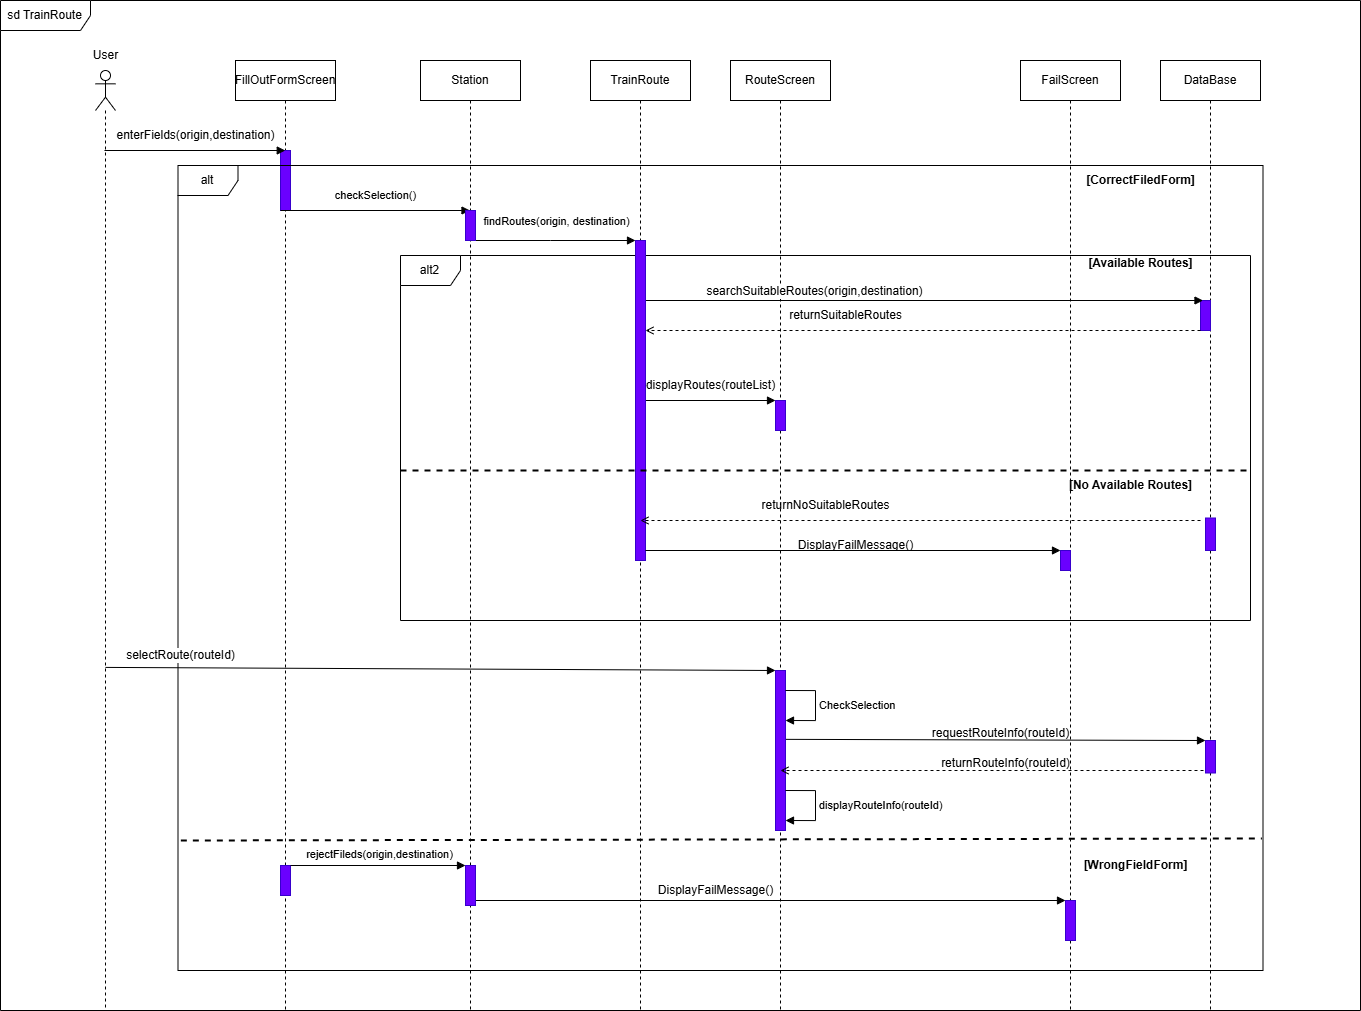 sd TrainRoute
User
FillOutFormScreen
Station
TrainRoute
RouteScreen
FailScreen
DataBase
enterFields(origin,destination)
alt
[CorrectFiledForm]
checkSelection()
findRoutes(origin, destination)
alt2
[Available Routes]
searchSuitableRoutes(origin,destination)
returnSuitableRoutes
displayRoutes(routeList)
[No Available Routes]
returnNoSuitableRoutes
DisplayFailMessage()
selectRoute(routeId)
CheckSelection
requestRouteInfo(routeId)
returnRouteInfo(routeId)
displayRouteInfo(routeId)
rejectFileds(origin,destination)
[WrongFieldForm]
DisplayFailMessage()